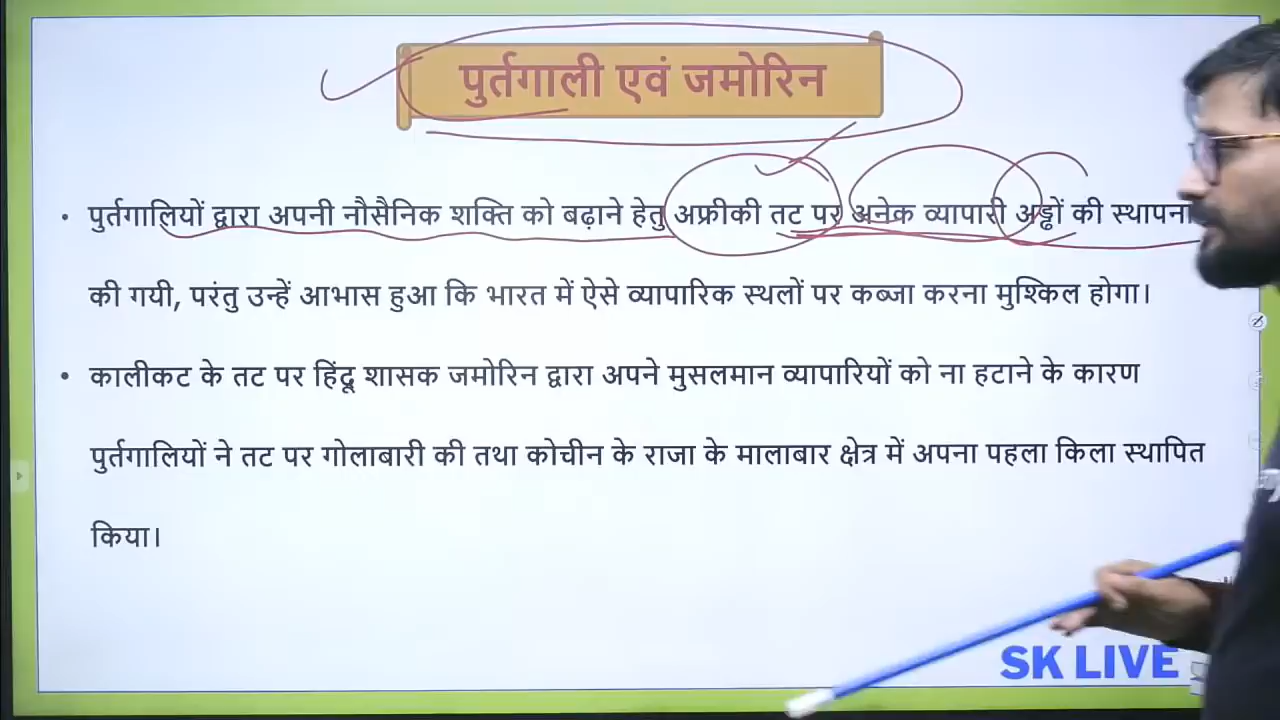 पुर्तगाली एवं जमोरिन
• पुर्तगालियों द्वारा अपनी नौसैनिक शक्ति को बढ़ाने हेतु अफ्रीकी तट पर अनेक व्यापारी अड्डों की स्थापना
की गयी, परंतु उन्हें आभास हुआ कि भारत में ऐसे व्यापारिक स्थलों पर कब्जा करना मुश्किल होगा।
• कालीकट के तट पर हिंदू शासक जमोरिन द्वारा अपने मुसलमान व्यापारियों को ना हटाने के कारण
पुर्तगालियों ने तट पर गोलाबारी की तथा कोचीन के राजा के मालाबार क्षेत्र में अपना पहला किला स्थापित
किया।
SK LIVE